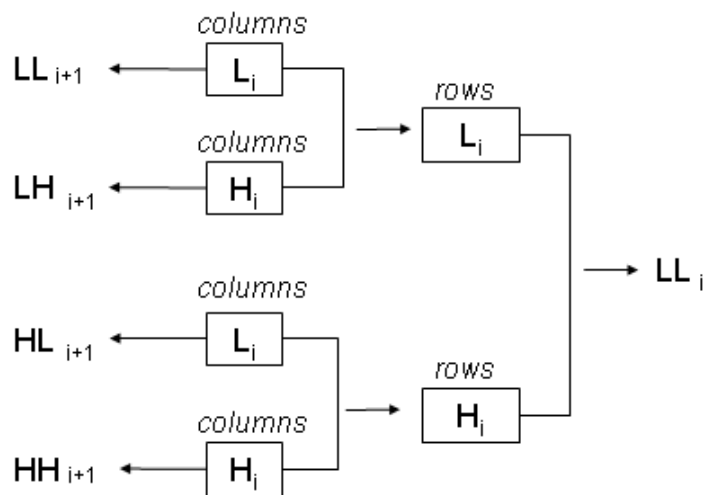 columns
LL i+1
L i
rows
columns
L i
LH i+1
H i
LL i
columns
HL i+1
L i
rows
columns
H i
HH i+1
H i